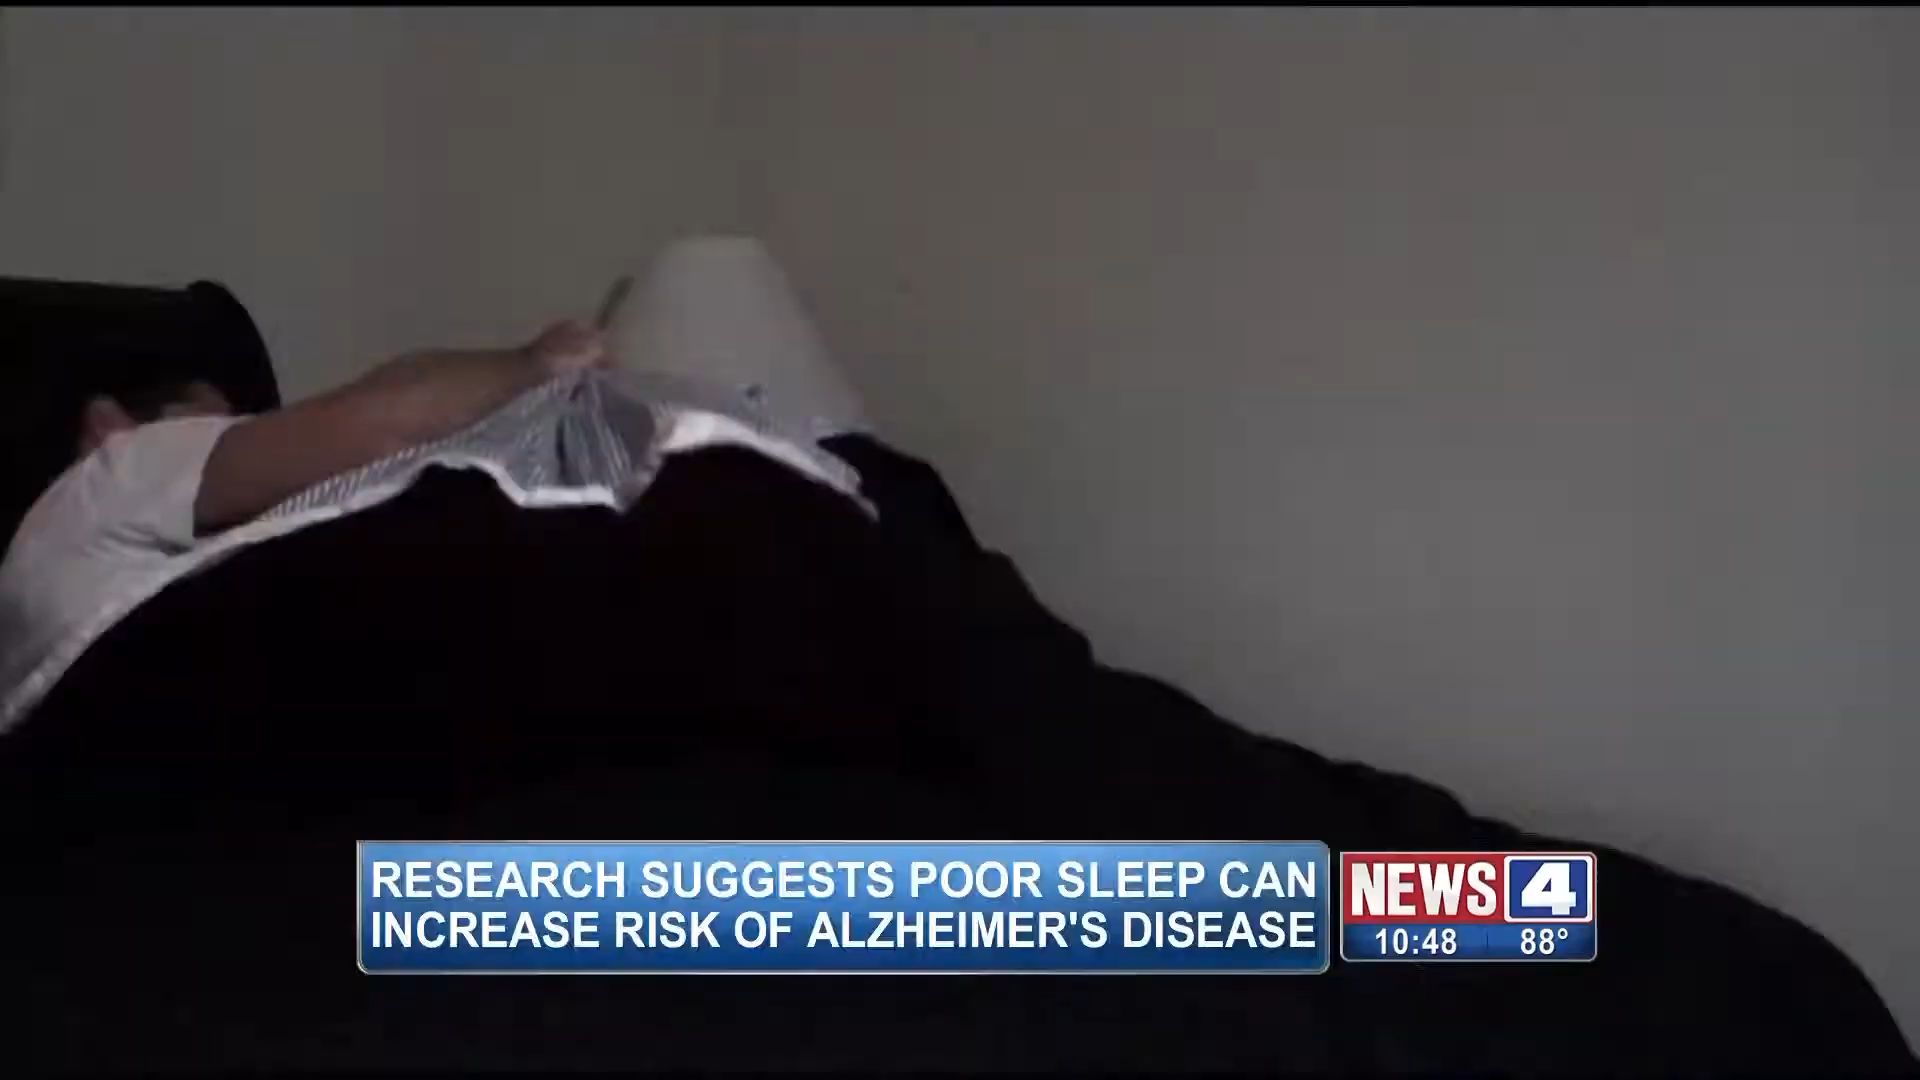 RESEARCH SUGGESTS POOR SLEEP CAN
INCREASE RISK OF ALZHEIMER'S DISEASE
NEWS 4
10:48 88°